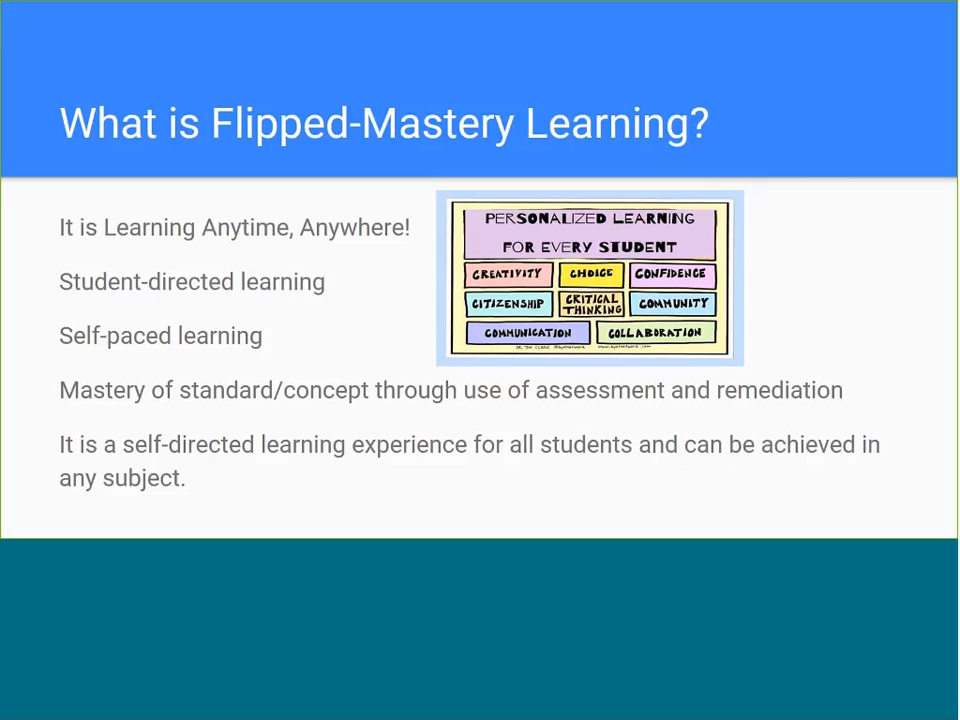 What is Flipped-Mastery Learning?
It is Learning Anytime, Anywhere!
Student-directed learning
Self-paced learning
Mastery of standard/concept through use of assessment and remediation
It is a self-directed learning experience for all students and can be achieved in
any subject.
PERSONALIZED LEARNING
FOR EVERY STUDENT
CREATIVITY CHOICE CONFIDENCE
CITIZENSHIP CRITICAL THINKING COMMUNITY
COMMUNICATION COLLABORATION